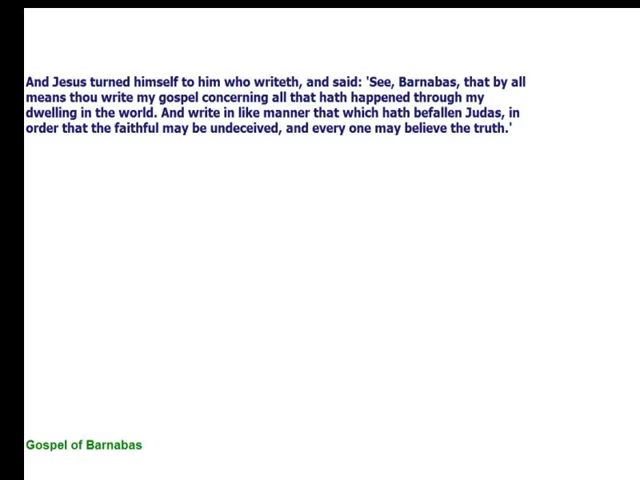 And Jesus turned himself to him who writeth, and said: 'See, Barnabas, that by all
means thou write my gospel concerning all that hath happened through my
dwelling in the world. And write in like manner that which hath befallen Judas, in
order that the faithful may be undeceived, and every one may believe the truth.'
Gospel of Barnabas